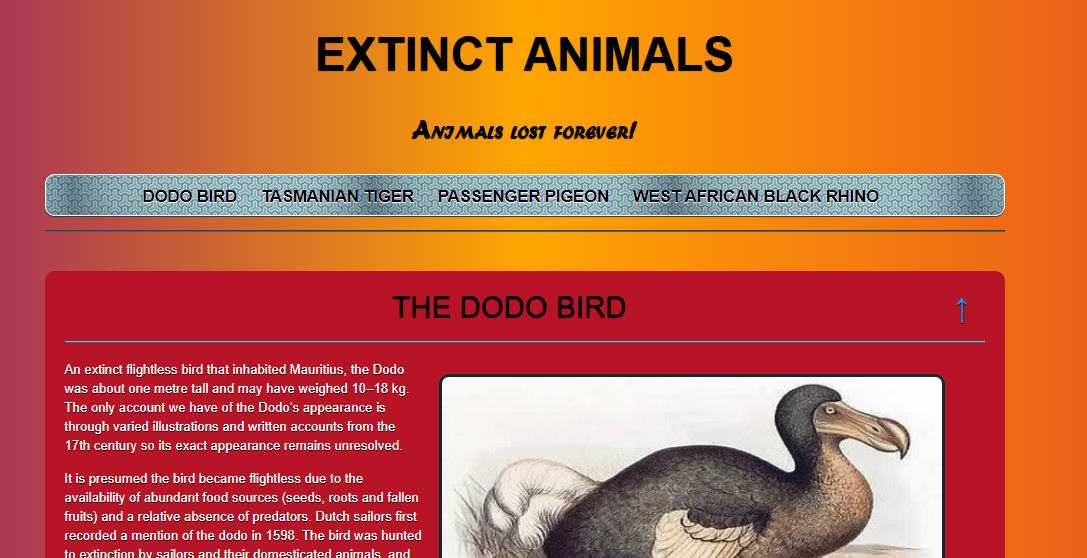 EXTINCT ANIMALS
Animals lost forever!
DODO BIRD TASMANIAN TIGER PASSENGER PIGEON WEST AFRICAN BLACK RHINO
THE DODO BIRD ↑
An extinct flightless bird that inhabited Mauritius, the Dodo
was about one metre tall and may have weighed 10–18 kg.
The only account we have of the Dodo's appearance is
through varied illustrations and written accounts from the
17th century so its exact appearance remains unresolved.
It is presumed the bird became flightless due to the
availability of abundant food sources (seeds, roots and fallen
fruits) and a relative absence of predators. Dutch sailors first
recorded a mention of the dodo in 1598. The bird was hunted
to extinction by sailors and their domesticated animals, and